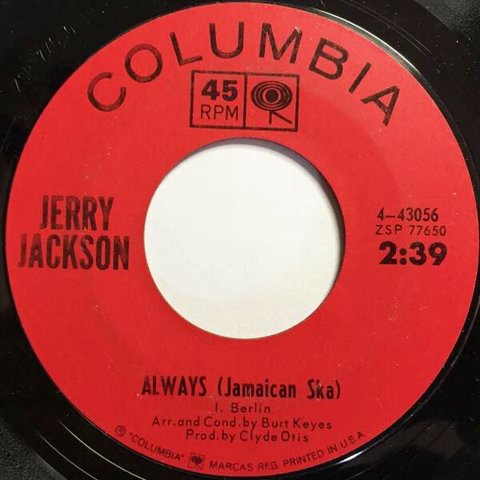 COLUMBIA
45
RPM
JERRY
JACKSON
4-43056
ZSP 77650
2:39
ALWAYS (Jamaican Ska)
I. Berlin
Arr. and Cond. by Burt Keyes
Prod. by Clyde Otis
℗ "COLUMBIA" MARCAS REG. PRINTED IN U.S.A.